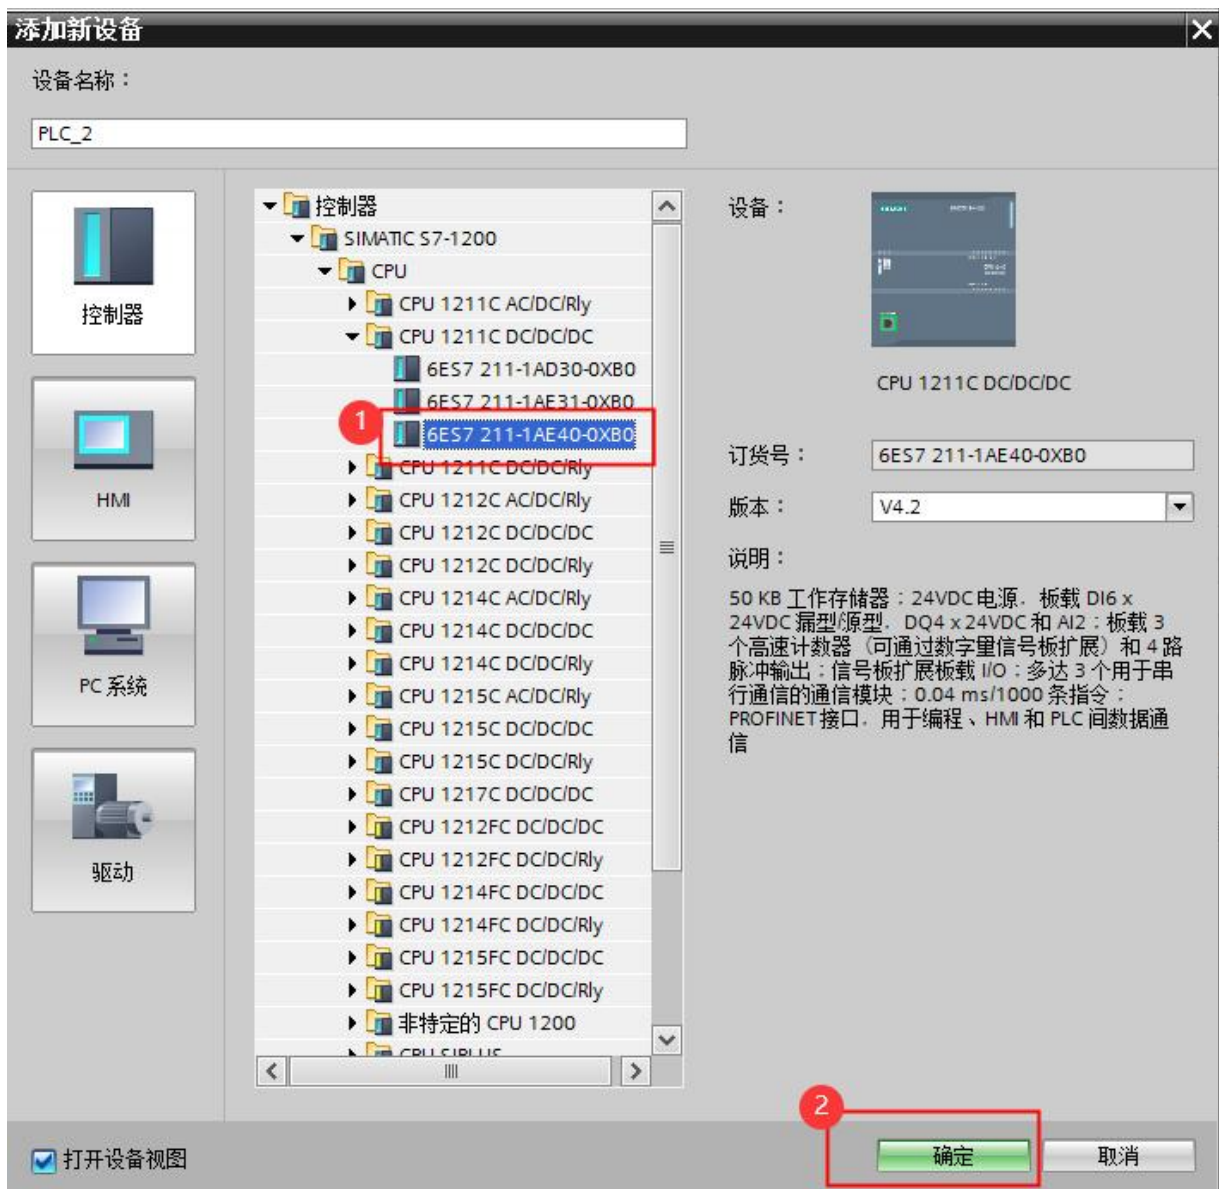 添加新设备
设备名称：
PLC_2
控制器
HMI
PC 系统
驱动
控制器
SIMATIC S7-1200
CPU
CPU 1211C AC/DC/Rly
CPU 1211C DC/DC/DC
6ES7 211-1AD30-0XB0
6ES7 211-1AE31-0XB0
1
6ES7 211-1AE40-0XB0
CPU 1211C DC/DC/Rly
CPU 1212C AC/DC/Rly
CPU 1212C DC/DC/DC
CPU 1212C DC/DC/Rly
CPU 1214C AC/DC/Rly
CPU 1214C DC/DC/DC
CPU 1214C DC/DC/Rly
CPU 1215C AC/DC/Rly
CPU 1215C DC/DC/DC
CPU 1215C DC/DC/Rly
CPU 1217C DC/DC/DC
CPU 1212FC DC/DC/DC
CPU 1212FC DC/DC/Rly
CPU 1214FC DC/DC/DC
CPU 1214FC DC/DC/Rly
CPU 1215FC DC/DC/DC
CPU 1215FC DC/DC/Rly
非特定的 CPU 1200
CPU SIPLUS
设备：
CPU 1211C DC/DC/DC
订货号：
6ES7 211-1AE40-0XB0
版本：
V4.2
说明：
50 KB 工作存储器；24VDC 电源，板载 DI6 x
24VDC 漏型/源型，DQ4 x 24VDC 和 AI2；板载 3
个高速计数器（可通过数字量信号板扩展）和 4 路
脉冲输出；信号板扩展板载 I/O；多达 3 个用于串
行通信的通信模块；0.04 ms/1000 条指令；
PROFINET 接口，用于编程、HMI 和 PLC 间数据通
信
2
打开设备视图
确定
取消